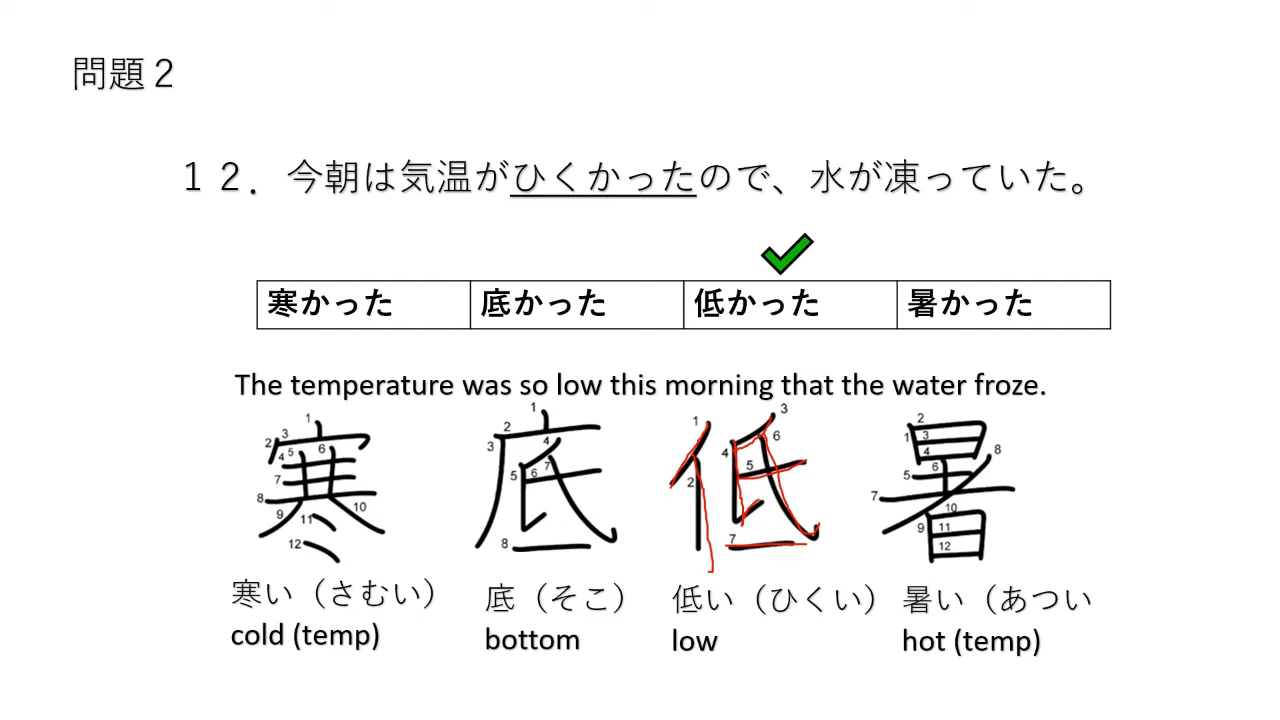 問題２
１２．今朝は気温がひくかったので、水が凍っていた。
寒かった 底かった 低かった 暑かった
The temperature was so low this morning that the water froze.
寒 底 低 暑
寒い（さむい） 底（そこ） 低い（ひくい） 暑い（あつい
cold (temp) bottom low hot (temp)